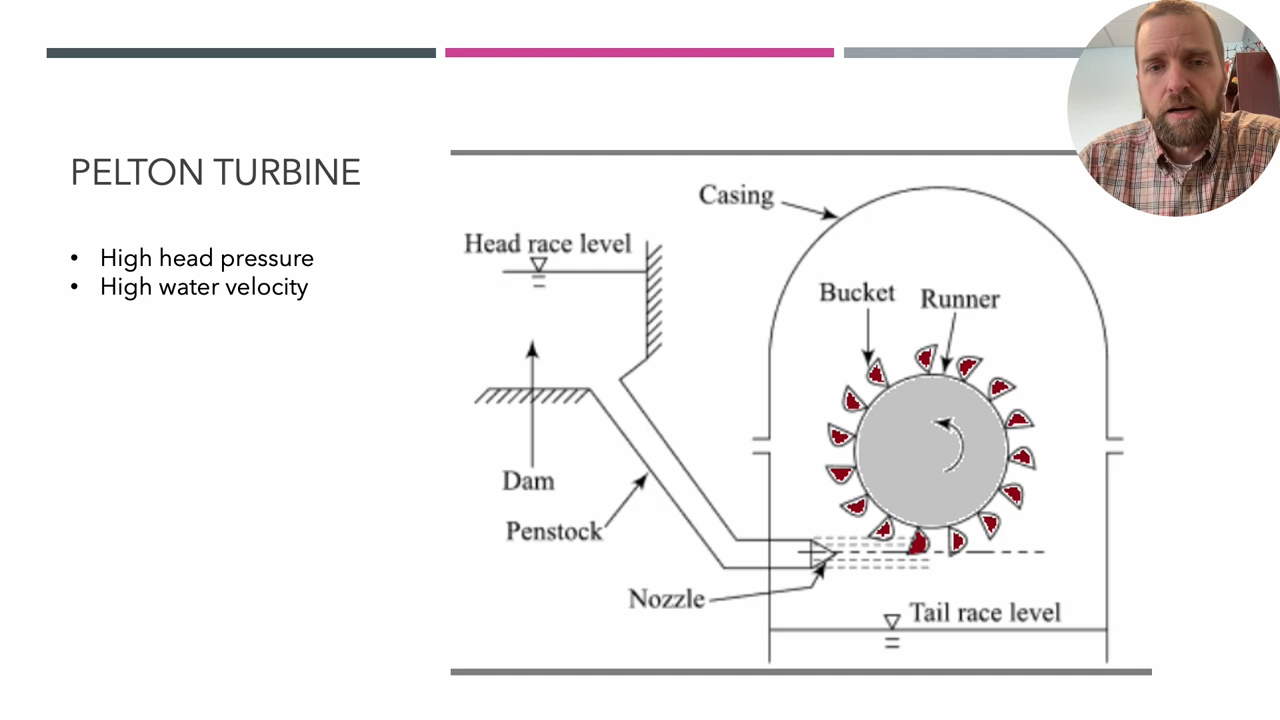 PELTON TURBINE
• High head pressure
• High water velocity
Casing
Head race level
Bucket
Runner
Dam
Penstock
Nozzle
Tail race level